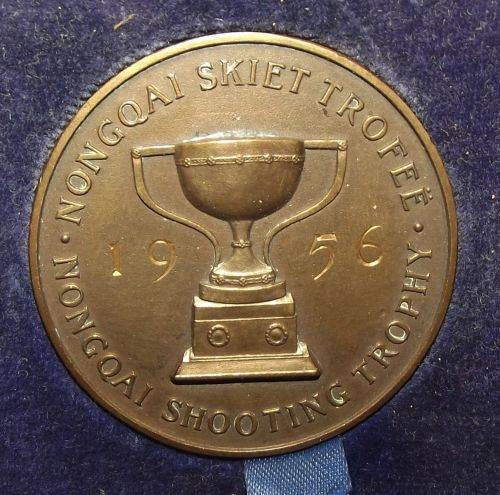 NONGQAI SKIET TROFEË
1956
NONGQAI SHOOTING TROPHY